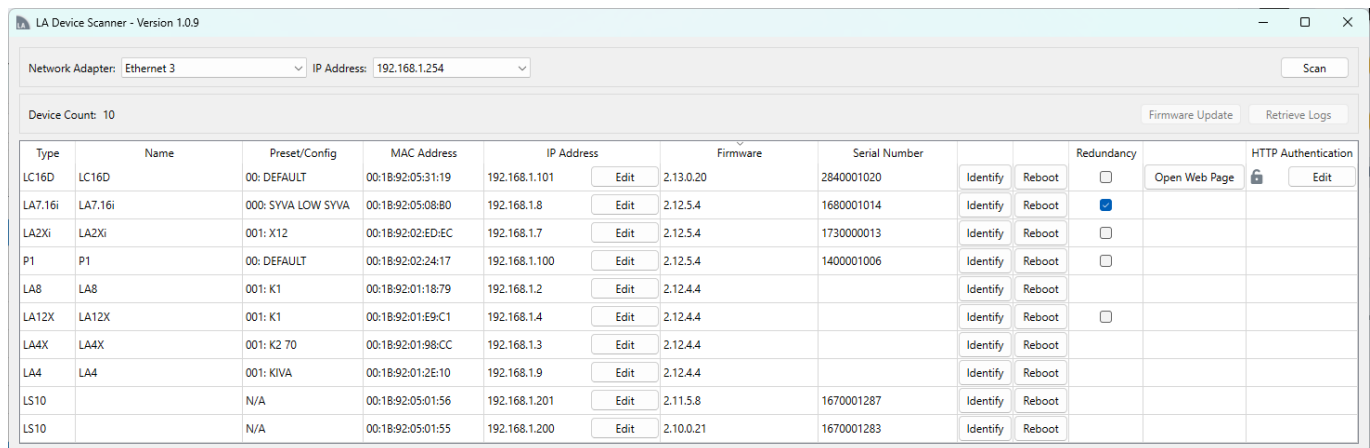 LA Device Scanner - Version 1.0.9
Network Adapter: Ethernet 3 IP Address: 192.168.1.254 Scan
Device Count: 10 Firmware Update Retrieve Logs
Type Name Preset/Config MAC Address IP Address Firmware Serial Number Redundancy HTTP Authentication
LC16D LC16D 00: DEFAULT 00:1B:92:05:31:19 192.168.1.101 Edit 2.13.0.20 2840001020 Identify Reboot Open Web Page Edit
LA7.16i LA7.16i 000: SYVA LOW SYVA 00:1B:92:05:08:B0 192.168.1.8 Edit 2.12.5.4 1680001014 Identify Reboot
LA2Xi LA2Xi 001: X12 00:1B:92:02:ED:EC 192.168.1.7 Edit 2.12.5.4 1730000013 Identify Reboot
P1 P1 00: DEFAULT 00:1B:92:02:24:17 192.168.1.100 Edit 2.12.5.4 1400001006 Identify Reboot
LA8 LA8 001: K1 00:1B:92:01:18:79 192.168.1.2 Edit 2.12.4.4 Identify Reboot
LA12X LA12X 001: K1 00:1B:92:01:E9:C1 192.168.1.4 Edit 2.12.4.4 Identify Reboot
LA4X LA4X 001: K2 70 00:1B:92:01:98:CC 192.168.1.3 Edit 2.12.4.4 Identify Reboot
LA4 LA4 001: KIVA 00:1B:92:01:2E:10 192.168.1.9 Edit 2.12.4.4 Identify Reboot
LS10 N/A 00:1B:92:05:01:56 192.168.1.201 Edit 2.11.5.8 1670001287 Identify Reboot
LS10 N/A 00:1B:92:05:01:55 192.168.1.200 Edit 2.10.0.21 1670001283 Identify Reboot